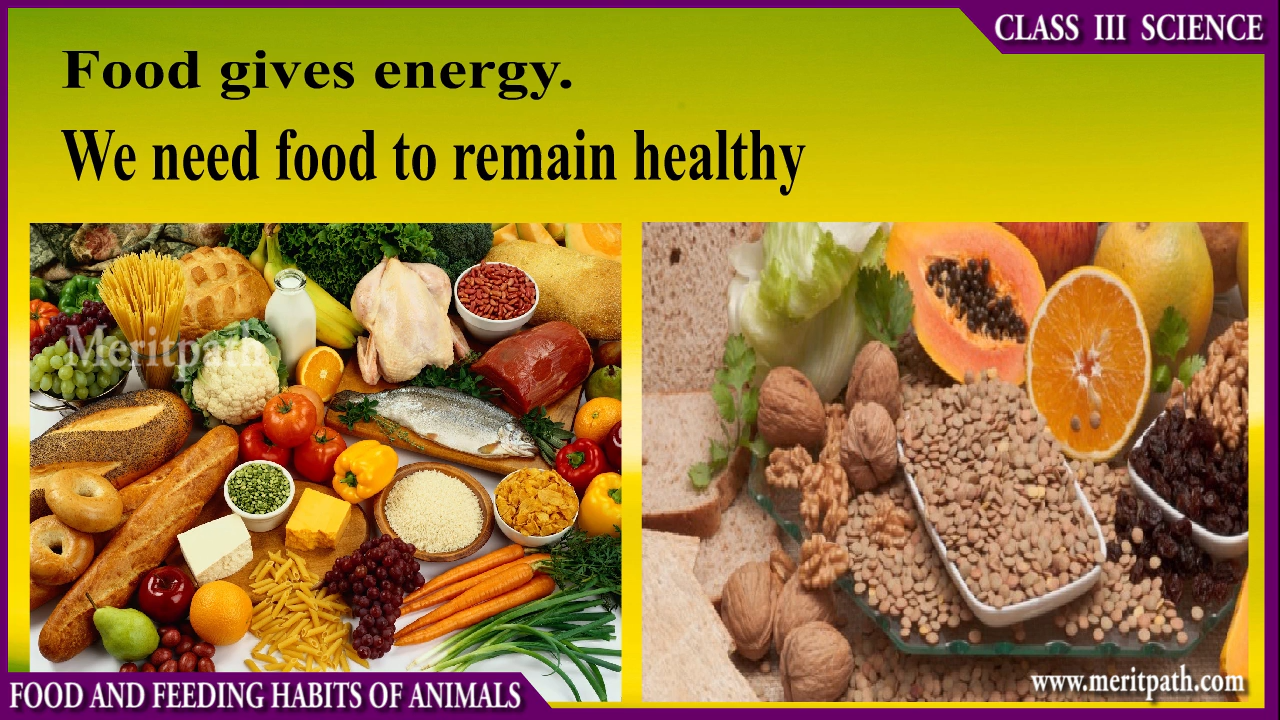 CLASS III SCIENCE
Food gives energy.
We need food to remain healthy
Meritpath
www.meritpath.com
FOOD AND FEEDING HABITS OF ANIMALS